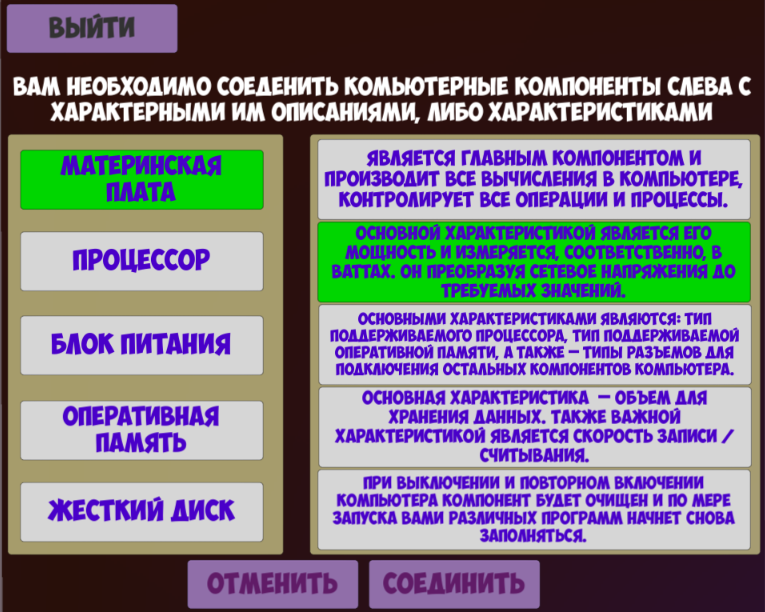 ВЫЙТИ
ВАМ НЕОБХОДИМО СОЕДЕНИТЬ КОМЬЮТЕРНЫЕ КОМПОНЕНТЫ СЛЕВА С
ХАРАКТЕРНЫМИ ИМ ОПИСАНИЯМИ, ЛИБО ХАРАКТЕРИСТИКАМИ
МАТЕРИНСКАЯ
ПЛАТА
ПРОЦЕССОР
БЛОК ПИТАНИЯ
ОПЕРАТИВНАЯ
ПАМЯТЬ
ЖЕСТКИЙ ДИСК
ЯВЛЯЕТСЯ ГЛАВНЫМ КОМПОНЕНТОМ И
ПРОИЗВОДИТ ВСЕ ВЫЧИСЛЕНИЯ В КОМПЬЮТЕРЕ,
КОНТРОЛИРУЕТ ВСЕ ОПЕРАЦИИ И ПРОЦЕССЫ.
ОСНОВНОЙ ХАРАКТЕРИСТИКОЙ ЯВЛЯЕТСЯ ЕГО
МОЩНОСТЬ И ИЗМЕРЯЕТСЯ, СООТВЕТСТВЕННО, В
ВАТТАХ. ОН ПРЕОБРАЗУЯ СЕТЕВОЕ НАПРЯЖЕНИЯ ДО
ТРЕБУЕМЫХ ЗНАЧЕНИЙ.
ОСНОВНЫМИ ХАРАКТЕРИСТИКАМИ ЯВЛЯЮТСЯ: ТИП
ПОДДЕРЖИВАЕМОГО ПРОЦЕССОРА, ТИП ПОДДЕРЖИВАЕМОЙ
ОПЕРАТИВНОЙ ПАМЯТИ, А ТАКЖЕ – ТИПЫ РАЗЪЕМОВ ДЛЯ
ПОДКЛЮЧЕНИЯ ОСТАЛЬНЫХ КОМПОНЕНТОВ КОМПЬЮТЕРА.
ОСНОВНАЯ ХАРАКТЕРИСТИКА – ОБЪЕМ ДЛЯ
ХРАНЕНИЯ ДАННЫХ. ТАКЖЕ ВАЖНОЙ
ХАРАКТЕРИСТИКОЙ ЯВЛЯЕТСЯ СКОРОСТЬ ЗАПИСИ /
СЧИТЫВАНИЯ.
ПРИ ВЫКЛЮЧЕНИИ И ПОВТОРНОМ ВКЛЮЧЕНИИ
КОМПЬЮТЕРА КОМПОНЕНТ БУДЕТ ОЧИЩЕН И ПО МЕРЕ
ЗАПУСКА ВАМИ РАЗЛИЧНЫХ ПРОГРАММ НАЧНЕТ СНОВА
ЗАПОЛНЯТЬСЯ.
ОТМЕНИТЬ
СОЕДИНИТЬ